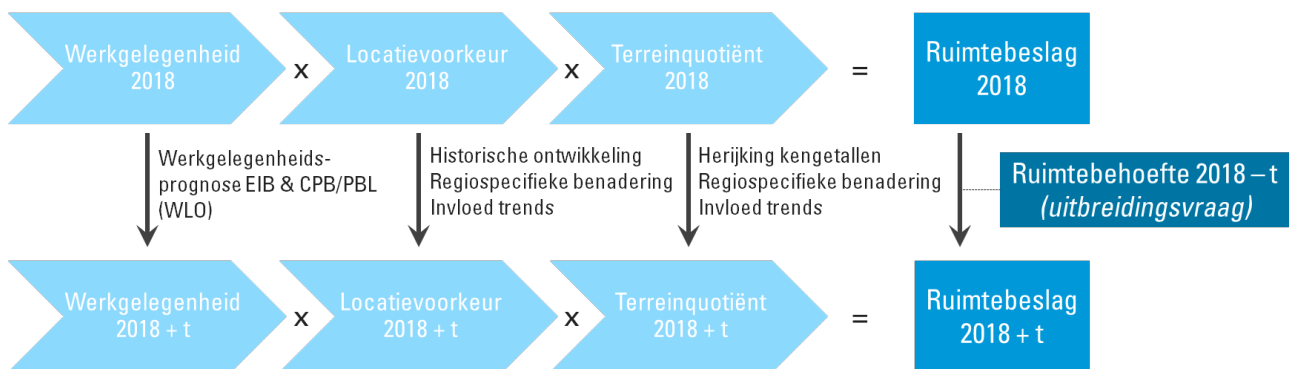 Werkgelegenheid
2018
x
Locatievoorkeur
2018
x
Terreinquotiënt
2018
=
Ruimtebeslag
2018
Werkgelegenheids-
prognose EIB & CPB/PBL
(WLO)
Historische ontwikkeling
Regiospecifieke benadering
Invloed trends
Herijking kengetallen
Regiospecifieke benadering
Invloed trends
Ruimtebehoefte 2018 – t
(uitbreidingsvraag)
Werkgelegenheid
2018 + t
x
Locatievoorkeur
2018 + t
x
Terreinquotiënt
2018 + t
=
Ruimtebeslag
2018 + t